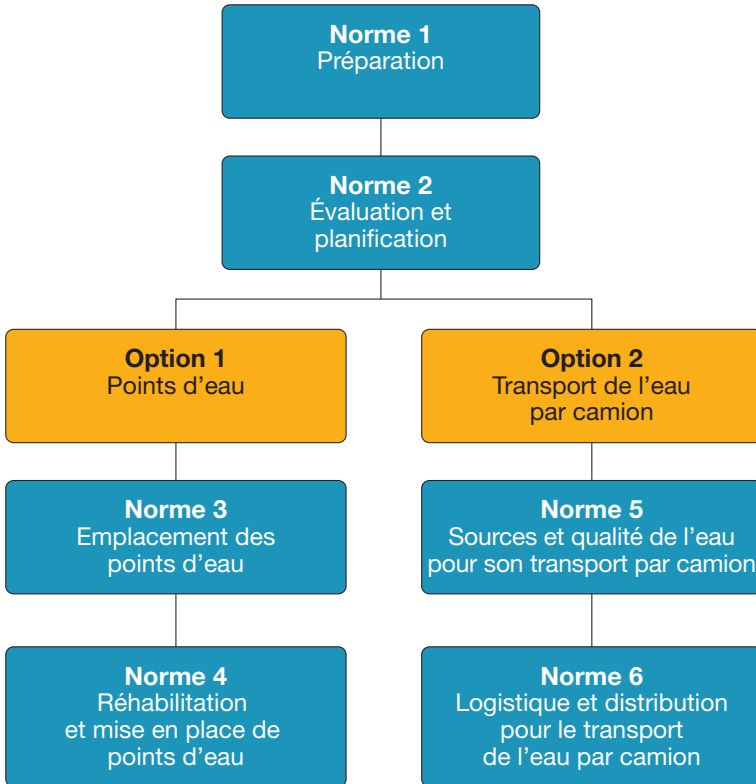 Norme 1
Préparation
Norme 2
Évaluation et
planification
Option 1
Points d’eau
Option 2
Transport de l’eau
par camion
Norme 3
Emplacement des
points d’eau
Norme 5
Sources et qualité de l’eau
pour son transport par camion
Norme 4
Réhabilitation
et mise en place de
points d’eau
Norme 6
Logistique et distribution
pour le transport
de l’eau par camion